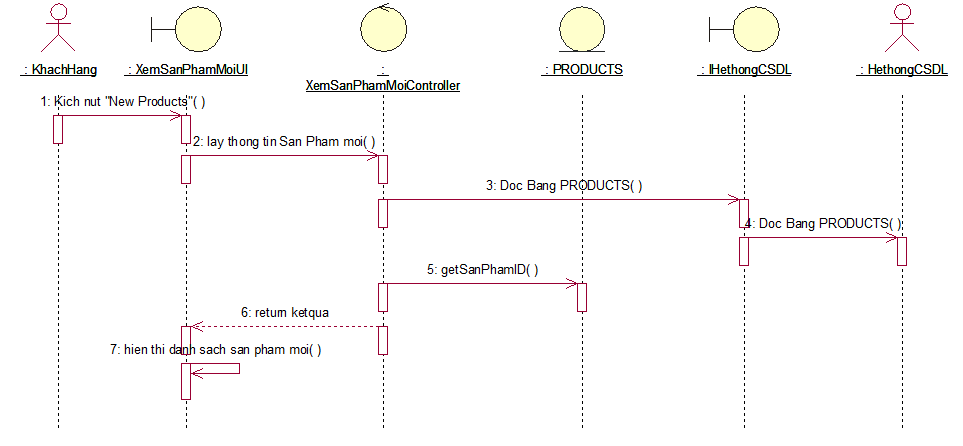 : KhachHang
: XemSanPhamMoiUI
:
XemSanPhamMoiController
: PRODUCTS
: IHethongCSDL
: HethongCSDL
1: Kich nut "New Products"( )
2: lay thong tin San Pham moi( )
3: Doc Bang PRODUCTS( )
4: Doc Bang PRODUCTS( )
5: getSanPhamID( )
6: return ketqua
7: hien thi danh sach san pham moi( )